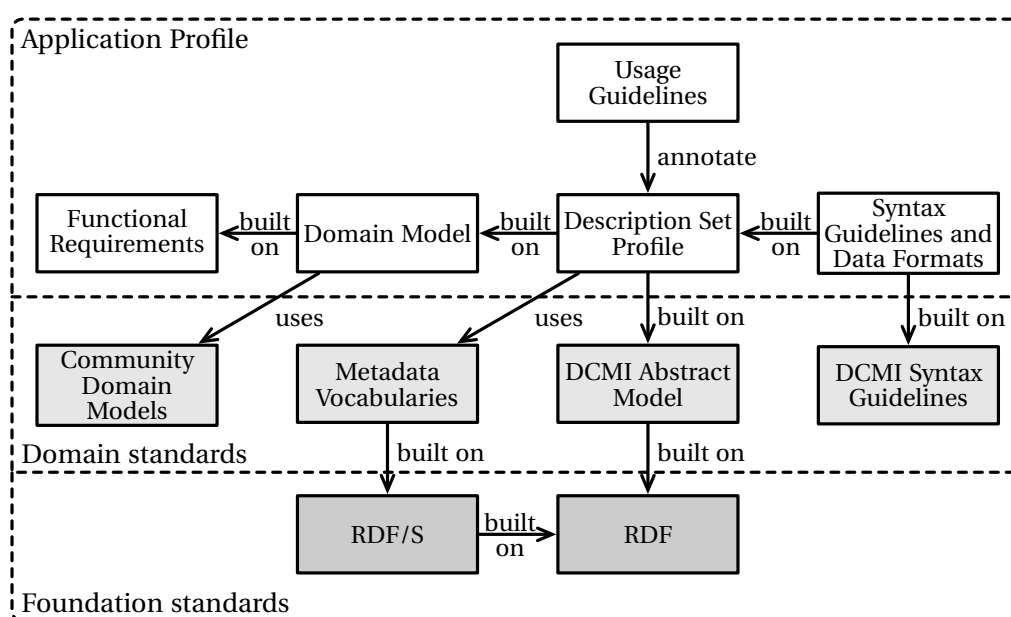 Application Profile
Usage
Guidelines
annotate
Functional
Requirements
built
on
Domain Model
built
on
Description Set
Profile
built
on
Syntax
Guidelines and
Data Formats
uses
uses
built on
built on
Community
Domain
Models
Metadata
Vocabularies
DCMI Abstract
Model
DCMI Syntax
Guidelines
Domain standards
built on
built on
RDF/S
built
on
RDF
Foundation standards